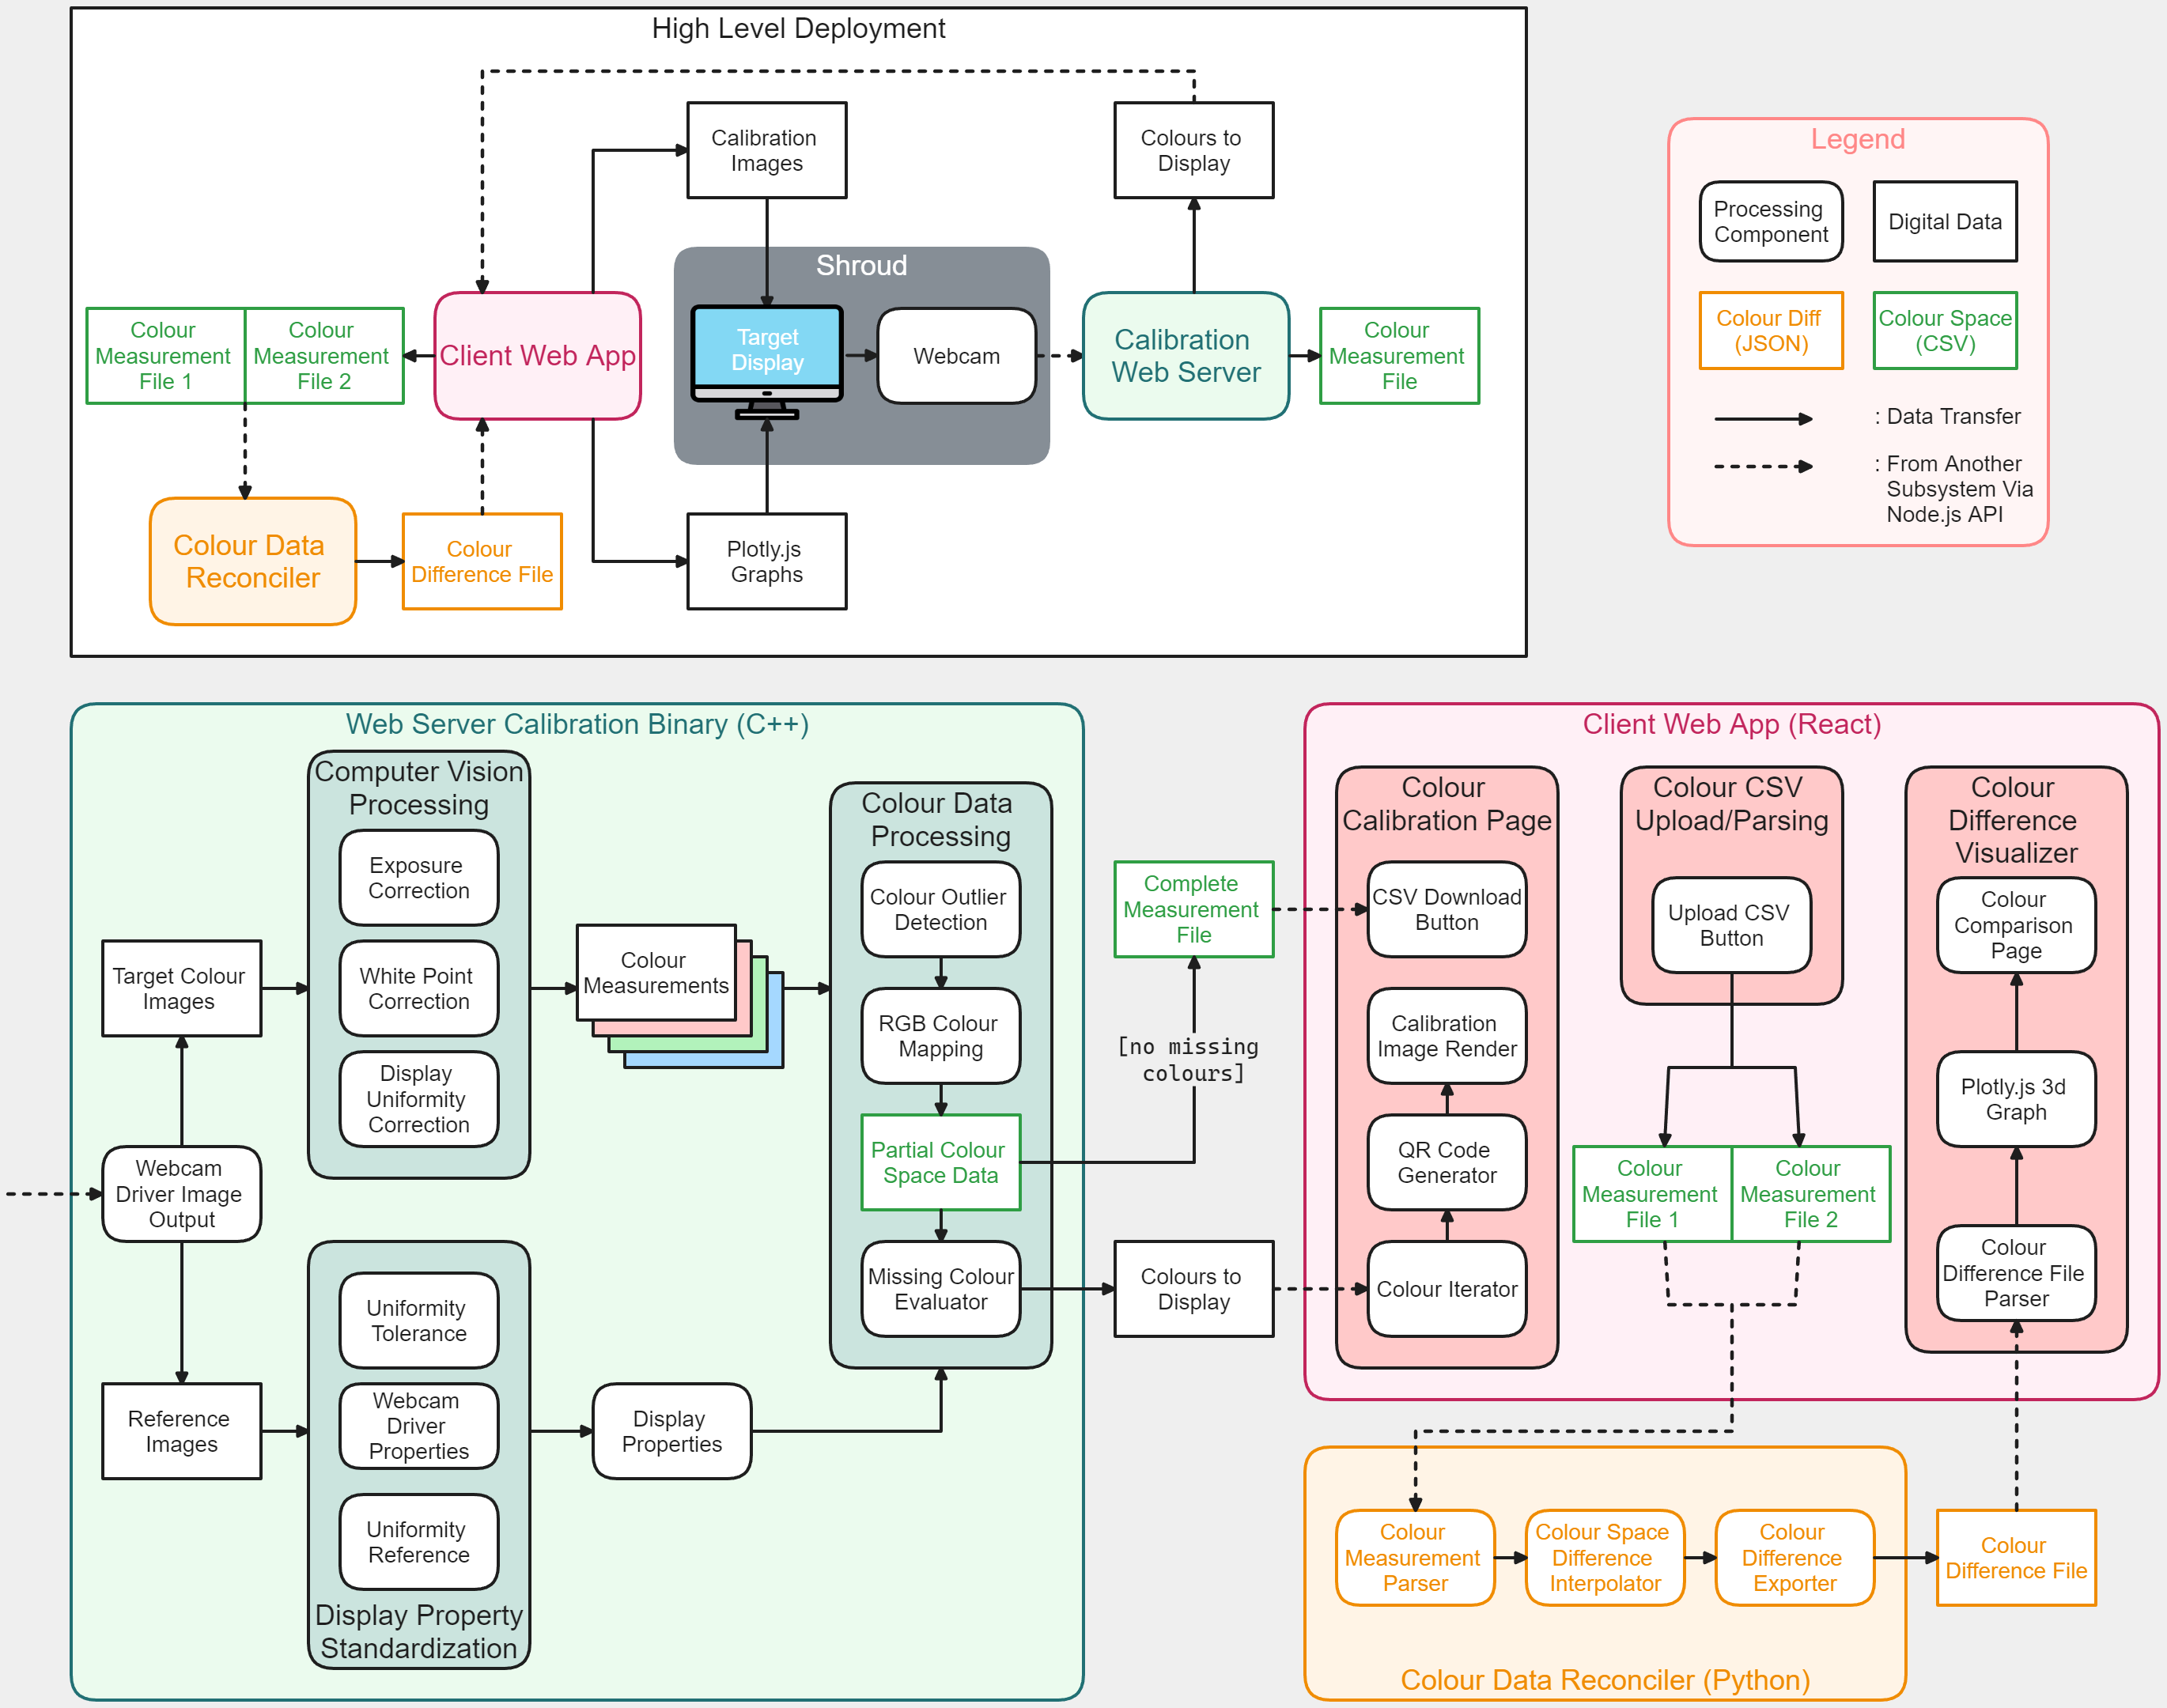 High Level Deployment
Calibration
Images
Colours to
Display
Shroud
Colour
Measurement
File 1
Colour
Measurement
File 2
Client Web App
Target
Display
Webcam
Calibration
Web Server
Colour
Measurement
File
Colour Data
Reconciler
Colour
Difference File
Plotly.js
Graphs
Legend
Processing
Component
Digital Data
Colour Diff
(JSON)
Colour Space
(CSV)
: Data Transfer
: From Another
Subsystem Via
Node.js API
Web Server Calibration Binary (C++)
Computer Vision
Processing
Exposure
Correction
White Point
Correction
Display
Uniformity
Correction
Target Colour
Images
Webcam
Driver Image
Output
Reference
Images
Uniformity
Tolerance
Webcam
Driver
Properties
Uniformity
Reference
Display Property
Standardization
Colour
Measurements
Display
Properties
Colour Data
Processing
Colour Outlier
Detection
RGB Colour
Mapping
Partial Colour
Space Data
Missing Colour
Evaluator
Complete
Measurement
File
[no missing
colours]
Colours to
Display
Client Web App (React)
Colour
Calibration Page
CSV Download
Button
Calibration
Image Render
QR Code
Generator
Colour Iterator
Colour CSV
Upload/Parsing
Upload CSV
Button
Colour
Measurement
File 1
Colour
Measurement
File 2
Colour
Difference
Visualizer
Colour
Comparison
Page
Plotly.js 3d
Graph
Colour
Difference File
Parser
Colour
Measurement
Parser
Colour Space
Difference
Interpolator
Colour
Difference
Exporter
Colour
Difference File
Colour Data Reconciler (Python)